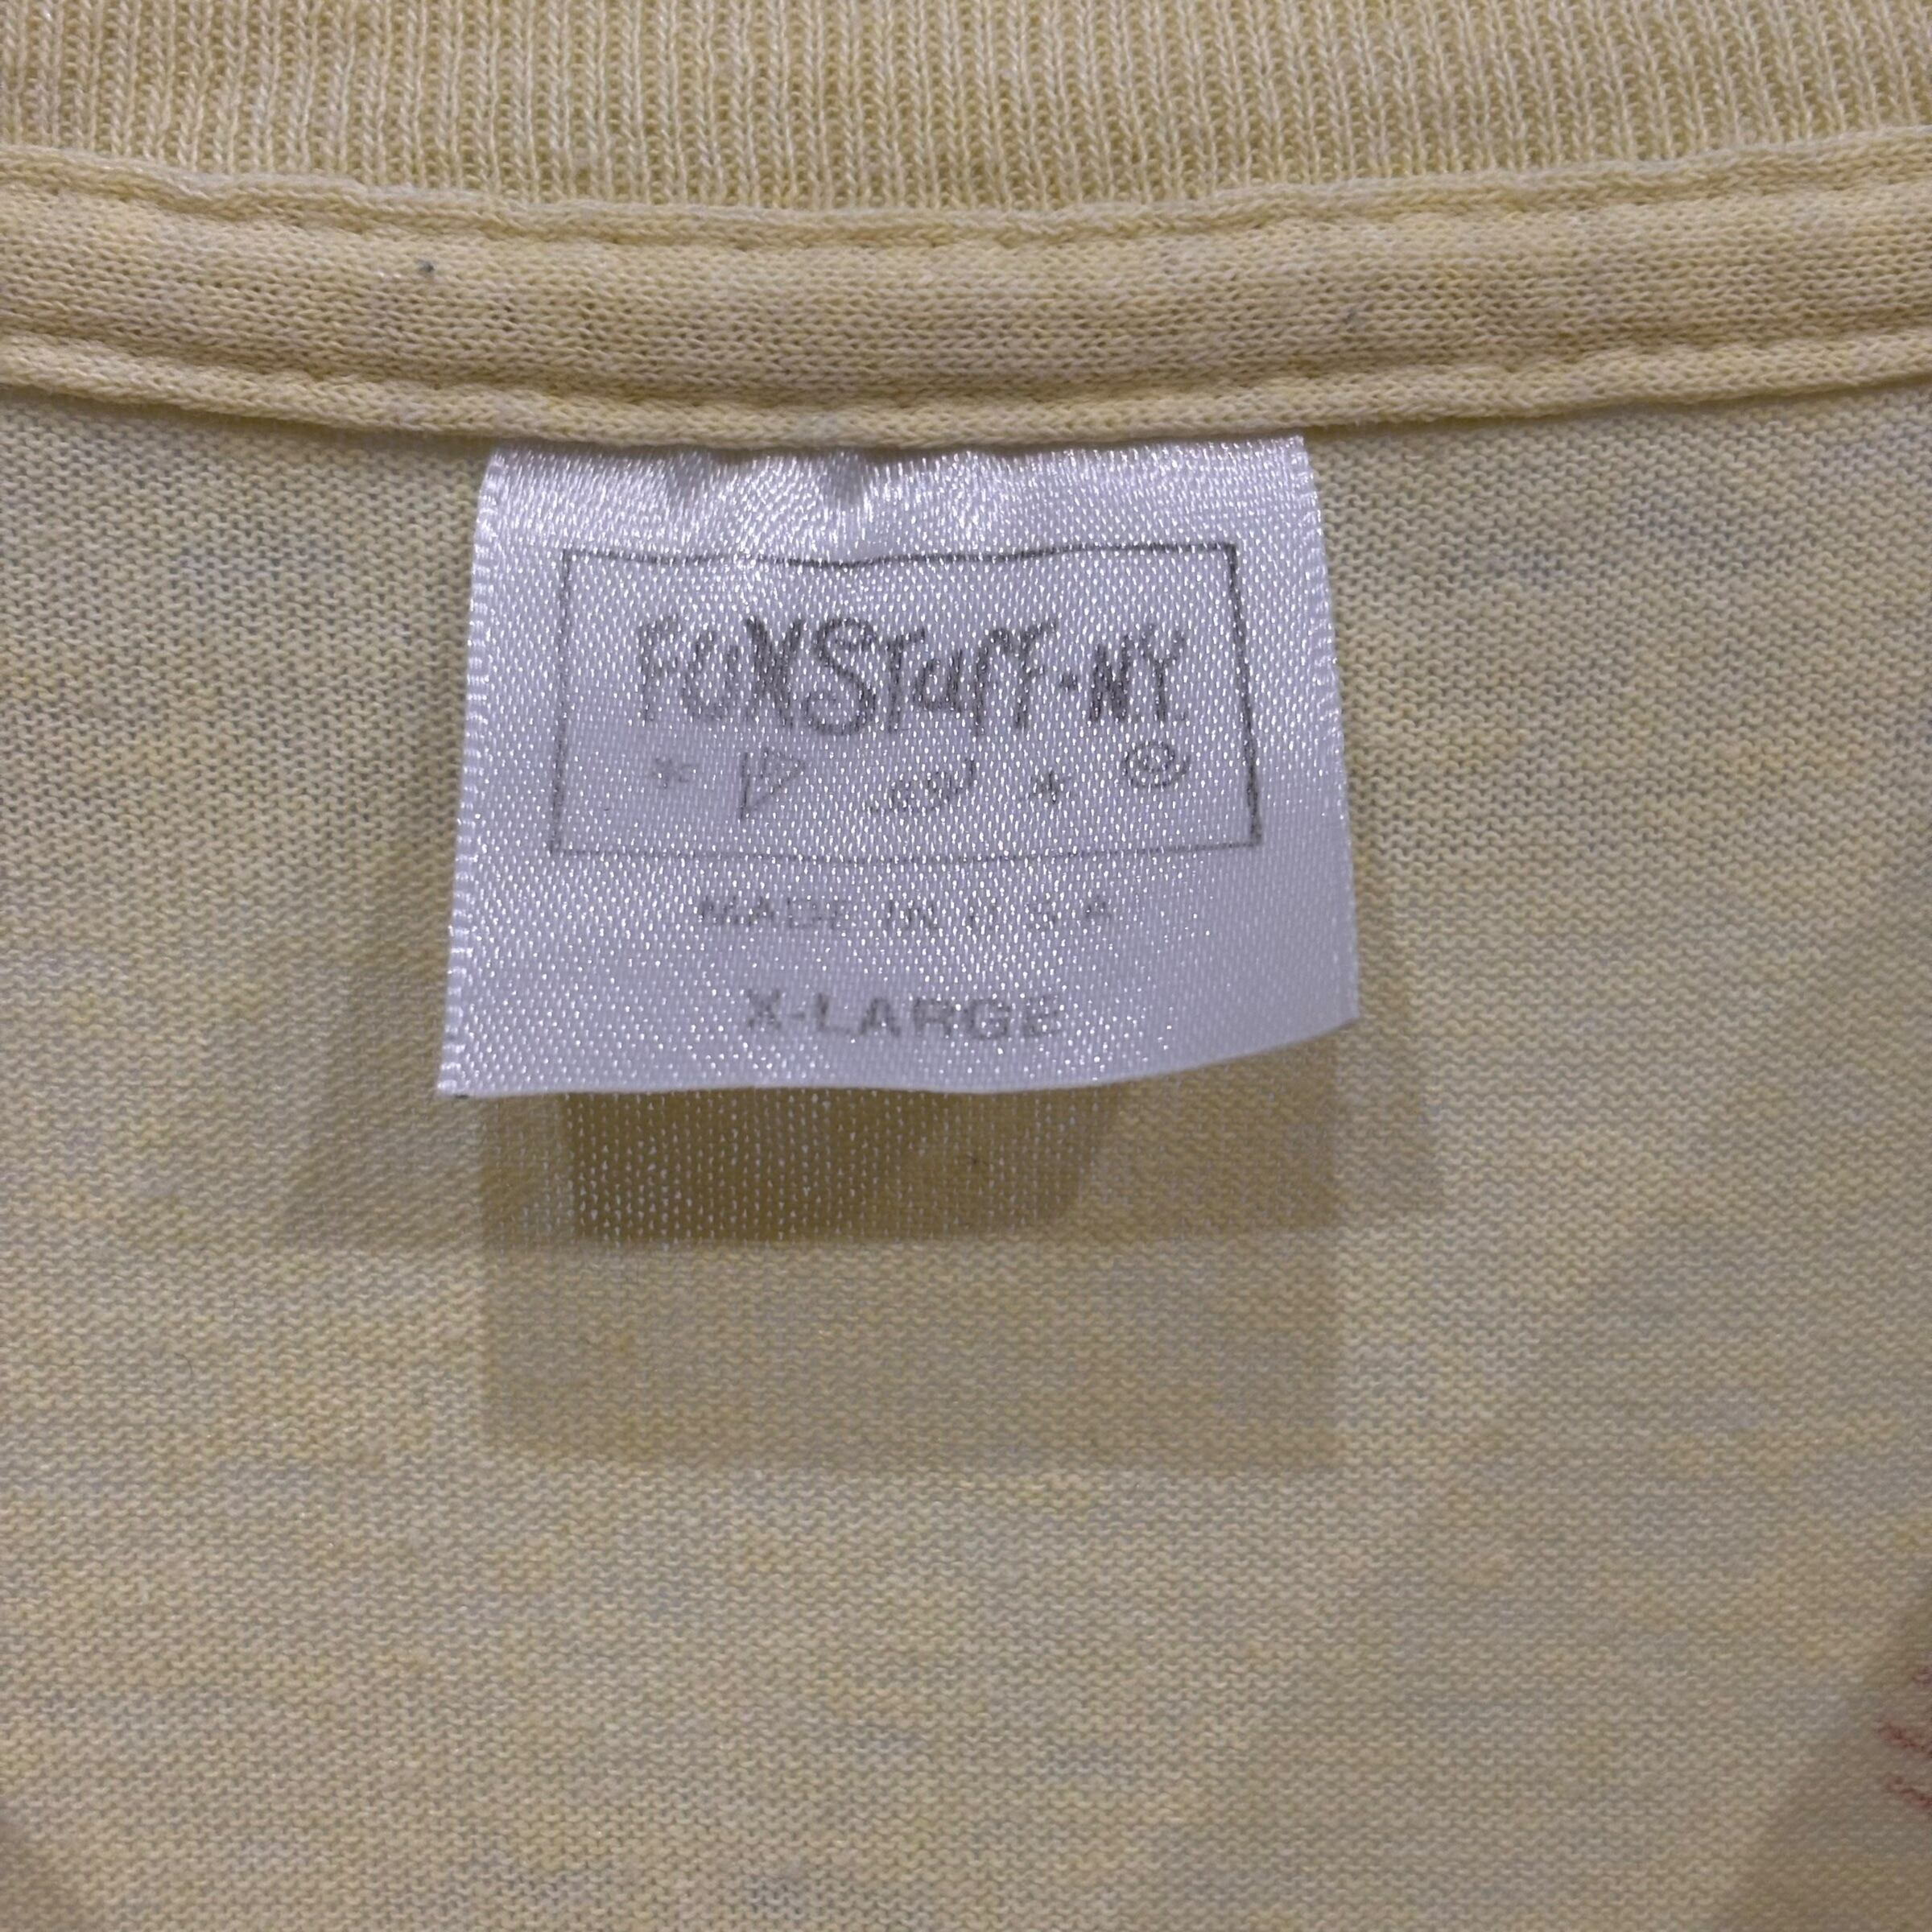 FUNSTUFF-NY
MADE IN U.S.A
X-LARGE